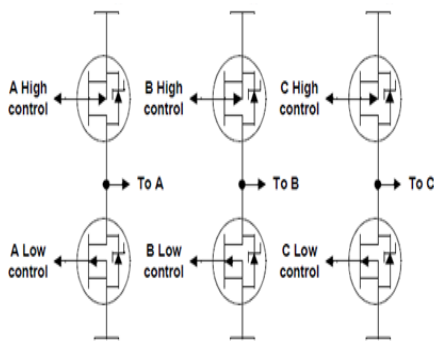 A High
control
B High
control
C High
control
To A
To B
To C
A Low
control
B Low
control
C Low
control